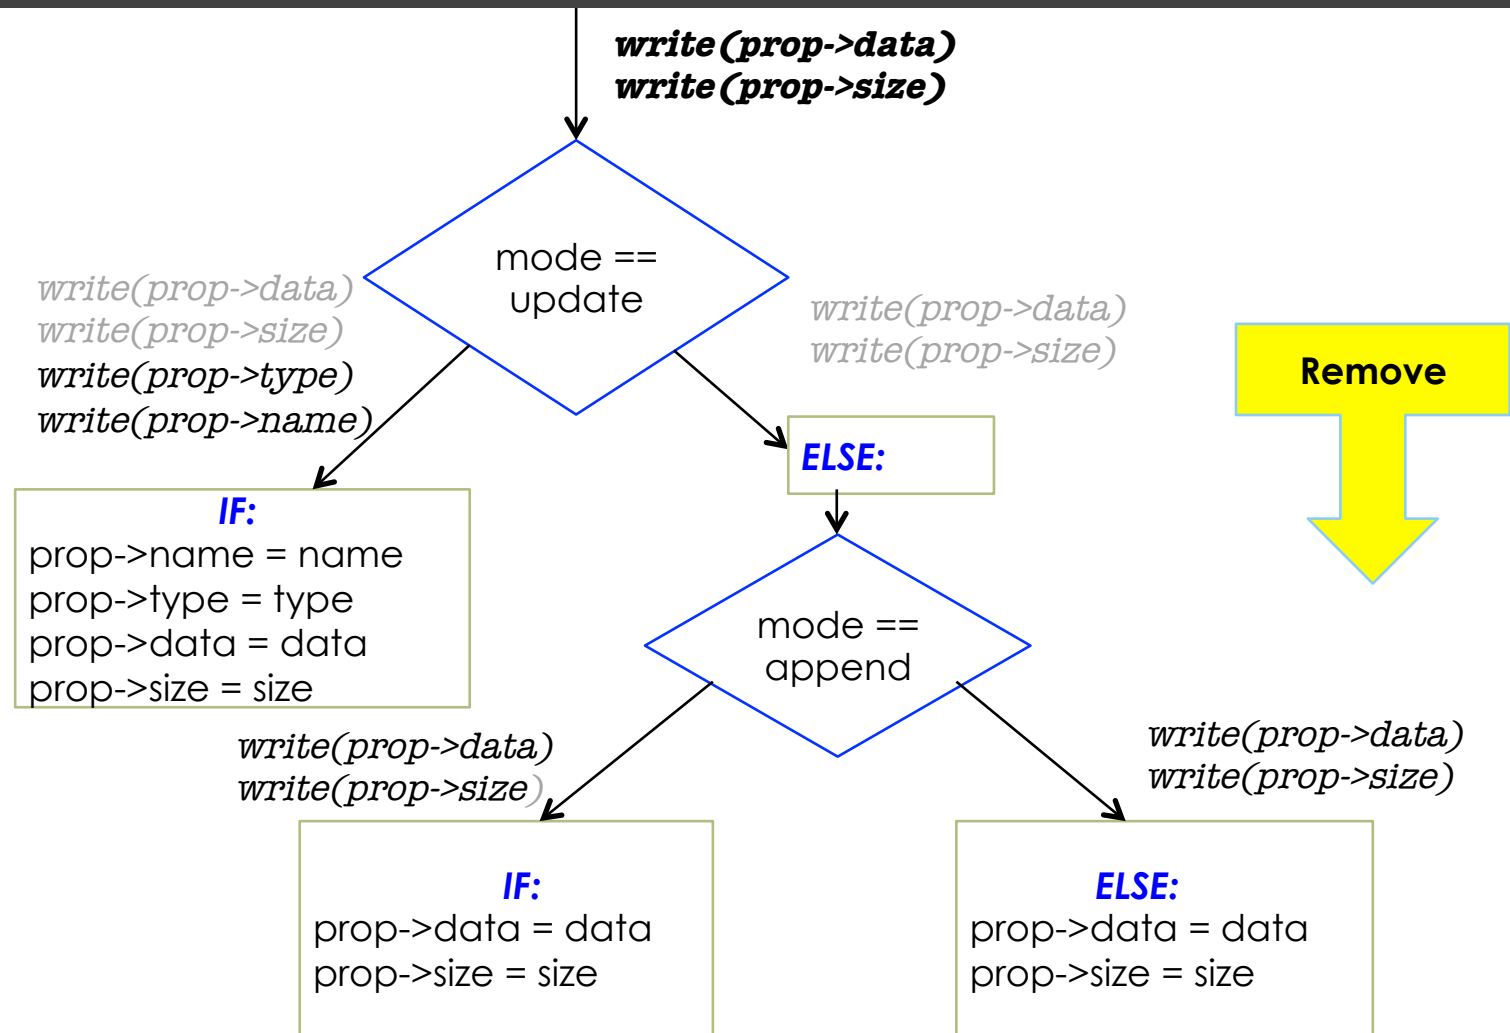 write(prop->data)
write(prop->size)
mode ==
update
write(prop->data)
write(prop->size)
write(prop->type)
write(prop->name)
write(prop->data)
write(prop->size)
Remove
ELSE:
IF:
prop->name = name
prop->type = type
prop->data = data
prop->size = size
mode ==
append
write(prop->data)
write(prop->size)
write(prop->data)
write(prop->size)
IF:
prop->data = data
prop->size = size
ELSE:
prop->data = data
prop->size = size